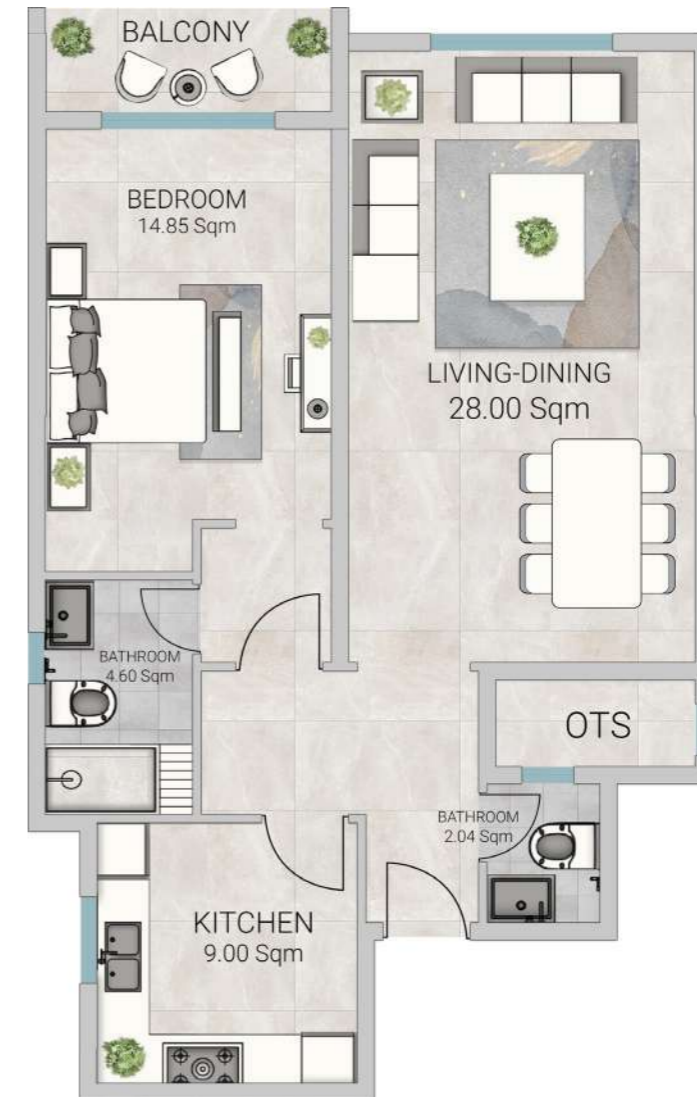 BALCONY
BEDROOM
14.85 Sqm
LIVING-DINING
28.00 Sqm
BATHROOM
4.60 Sqm
OTS
BATHROOM
2.04 Sqm
KITCHEN
9.00 Sqm